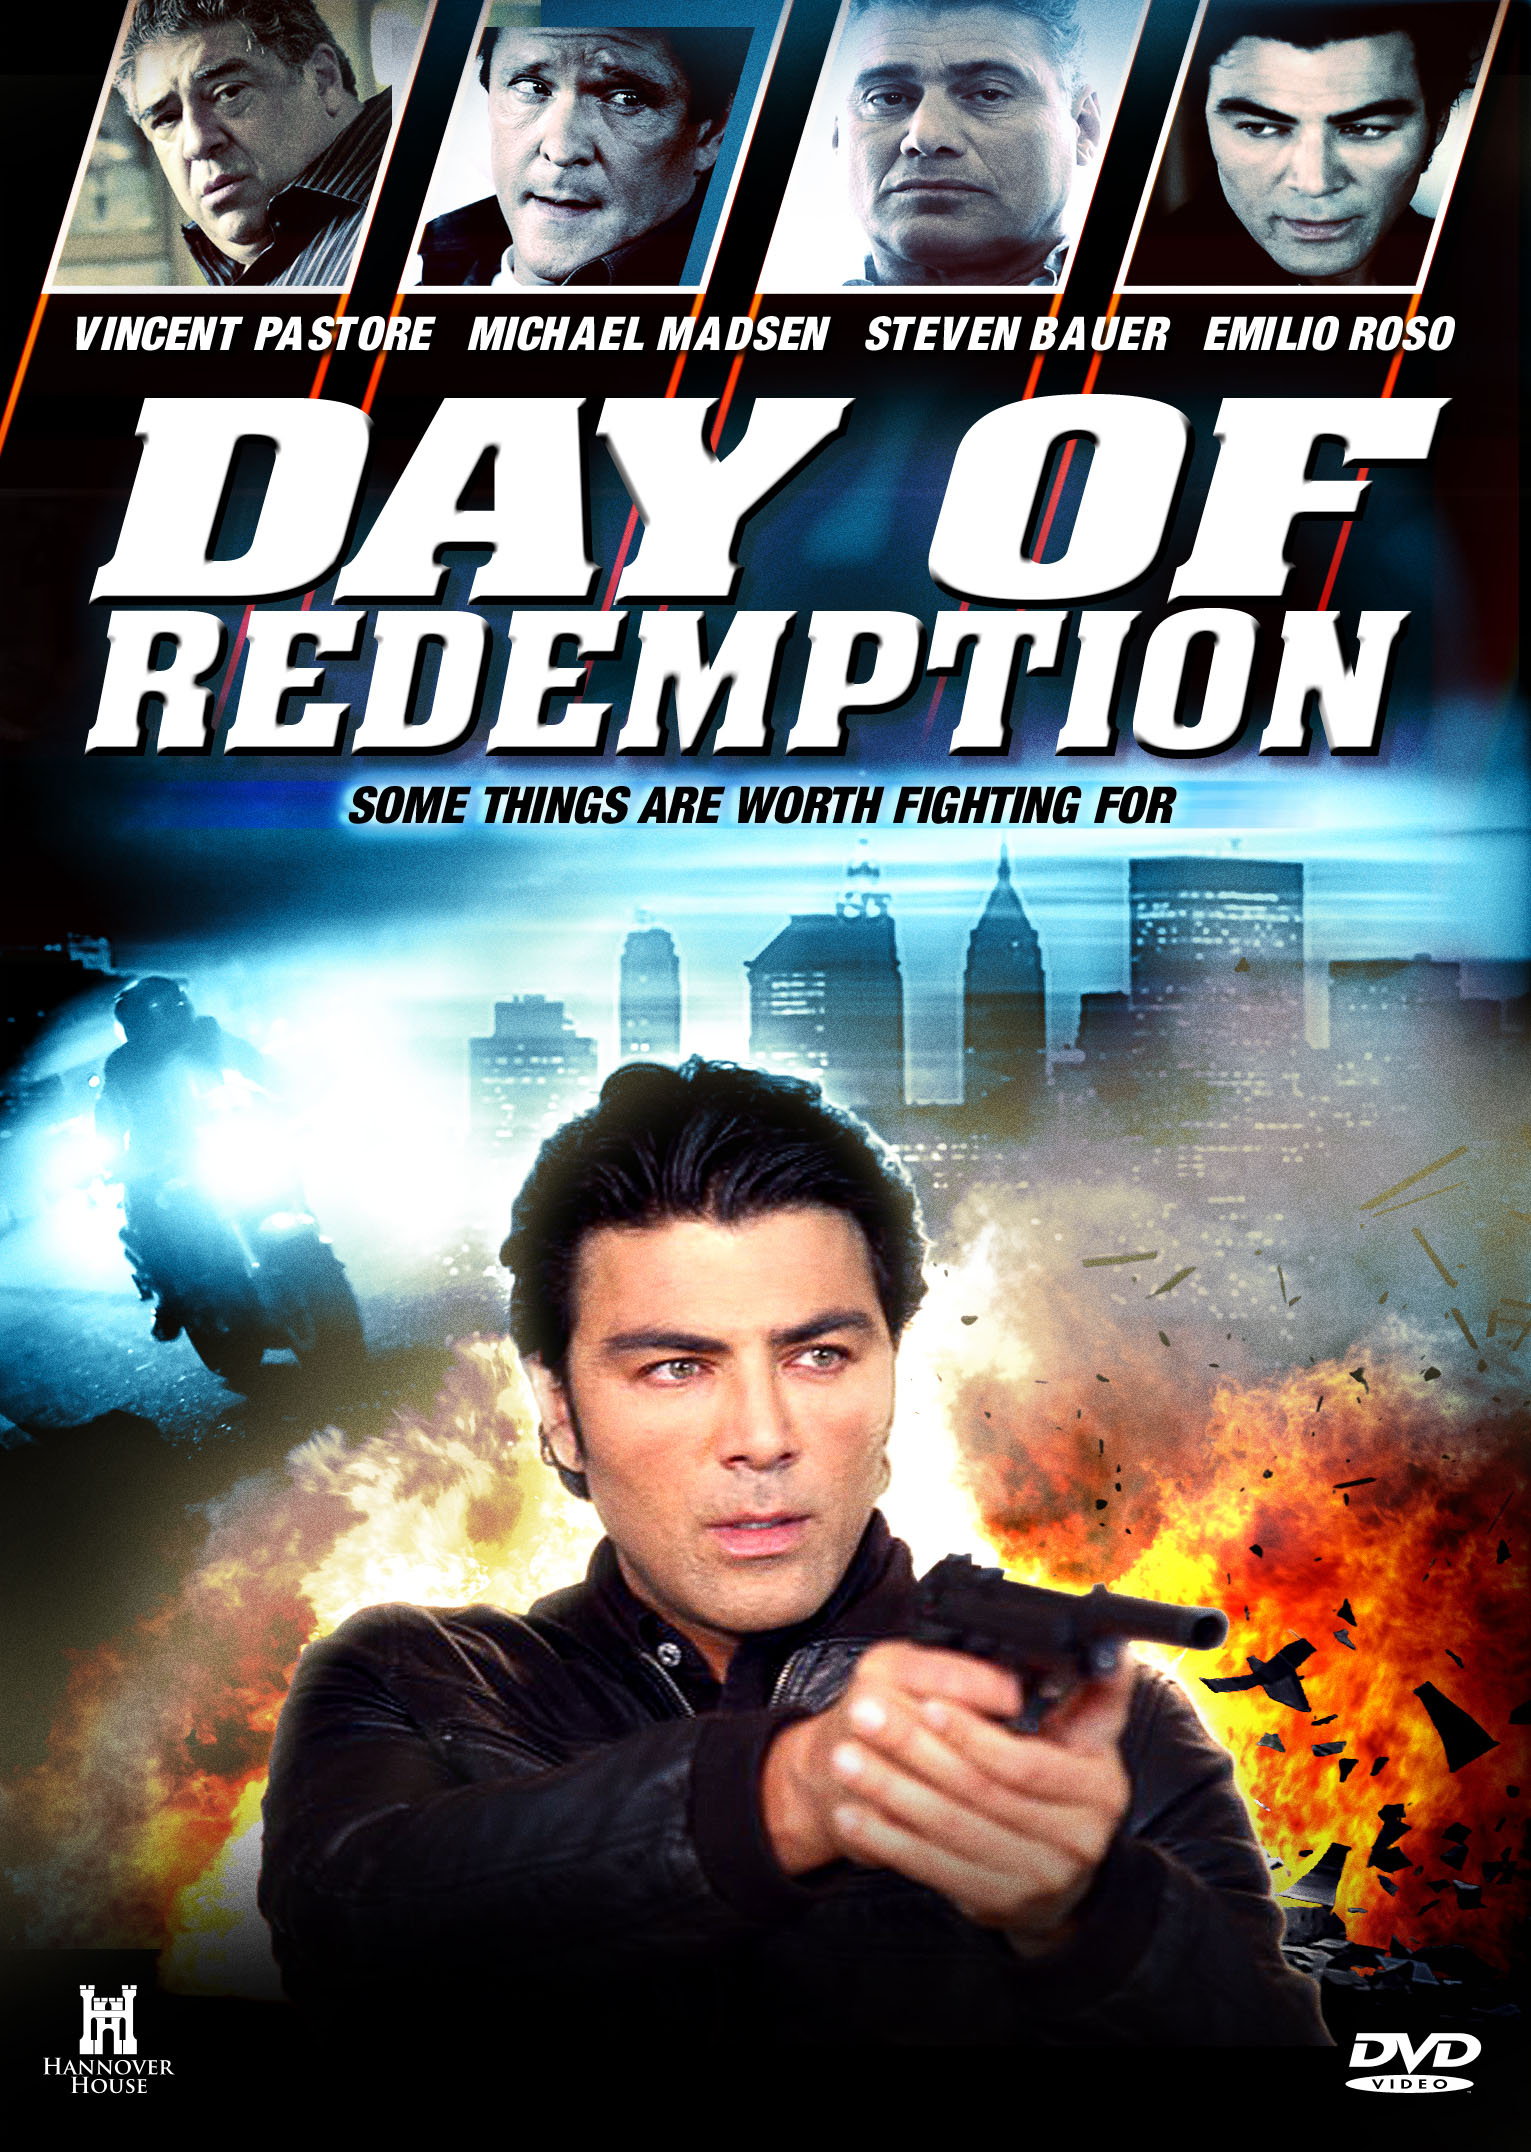 VINCENT PASTORE MICHAEL MADSEN STEVEN BAUER EMILIO ROSO
DAY OF
REDEMPTION
SOME THINGS ARE WORTH FIGHTING FOR
HANNOVER
HOUSE
DVD
VIDEO